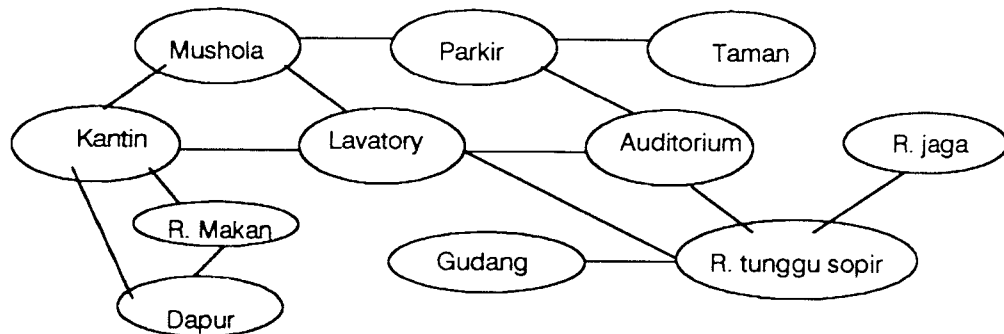 Mushola
Parkir
Taman
Kantin
Lavatory
Auditorium
R. jaga
R. Makan
Gudang
R. tunggu sopir
Dapur